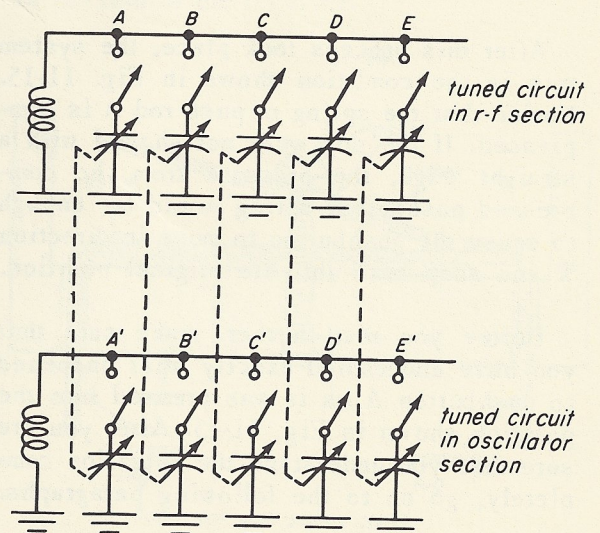 A B C D E
tuned circuit
in r-f section
A' B' C' D' E'
tuned circuit
in oscillator
section